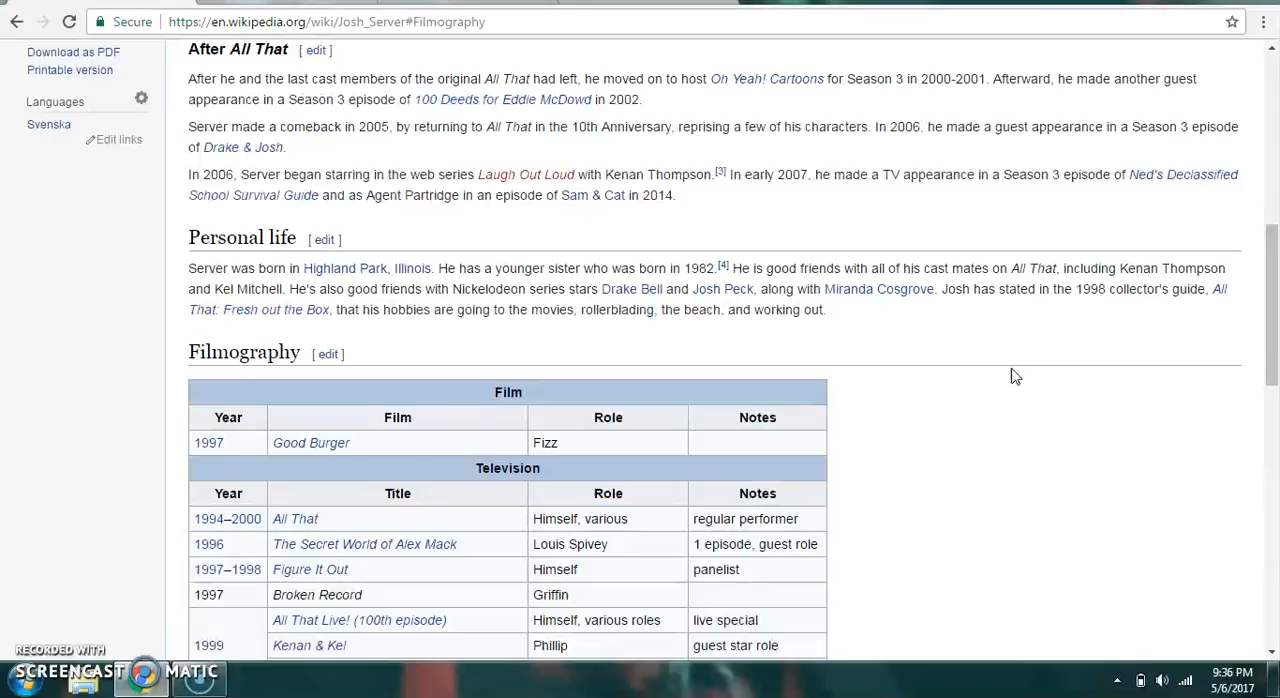 Secure | https://en.wikipedia.org/wiki/Josh_Server#Filmography
Download as PDF
Printable version
Languages
Svenska
Edit links
After All That [ edit ]
After he and the last cast members of the original All That had left, he moved on to host Oh Yeah! Cartoons for Season 3 in 2000-2001. Afterward, he made another guest
appearance in a Season 3 episode of 100 Deeds for Eddie McDowd in 2002.
Server made a comeback in 2005, by returning to All That in the 10th Anniversary, reprising a few of his characters. In 2006, he made a guest appearance in a Season 3 episode
of Drake & Josh.
In 2006, Server began starring in the web series Laugh Out Loud with Kenan Thompson.[3] In early 2007, he made a TV appearance in a Season 3 episode of Ned's Declassified
School Survival Guide and as Agent Partridge in an episode of Sam & Cat in 2014.
Personal life [ edit ]
Server was born in Highland Park, Illinois. He has a younger sister who was born in 1982.[4] He is good friends with all of his cast mates on All That, including Kenan Thompson
and Kel Mitchell. He's also good friends with Nickelodeon series stars Drake Bell and Josh Peck, along with Miranda Cosgrove. Josh has stated in the 1998 collector's guide, All
That: Fresh out the Box, that his hobbies are going to the movies, rollerblading, the beach, and working out.
Filmography [ edit ]
Film
Year Film Role Notes
1997 Good Burger Fizz
Television
Year Title Role Notes
1994–2000 All That Himself, various regular performer
1996 The Secret World of Alex Mack Louis Spivey 1 episode, guest role
1997–1998 Figure It Out Himself panelist
1997 Broken Record Griffin
All That Live! (100th episode) Himself, various roles live special
1999 Kenan & Kel Phillip guest star role
RECORDED WITH
SCREENCAST MATIC
9:36 PM
5/6/2017